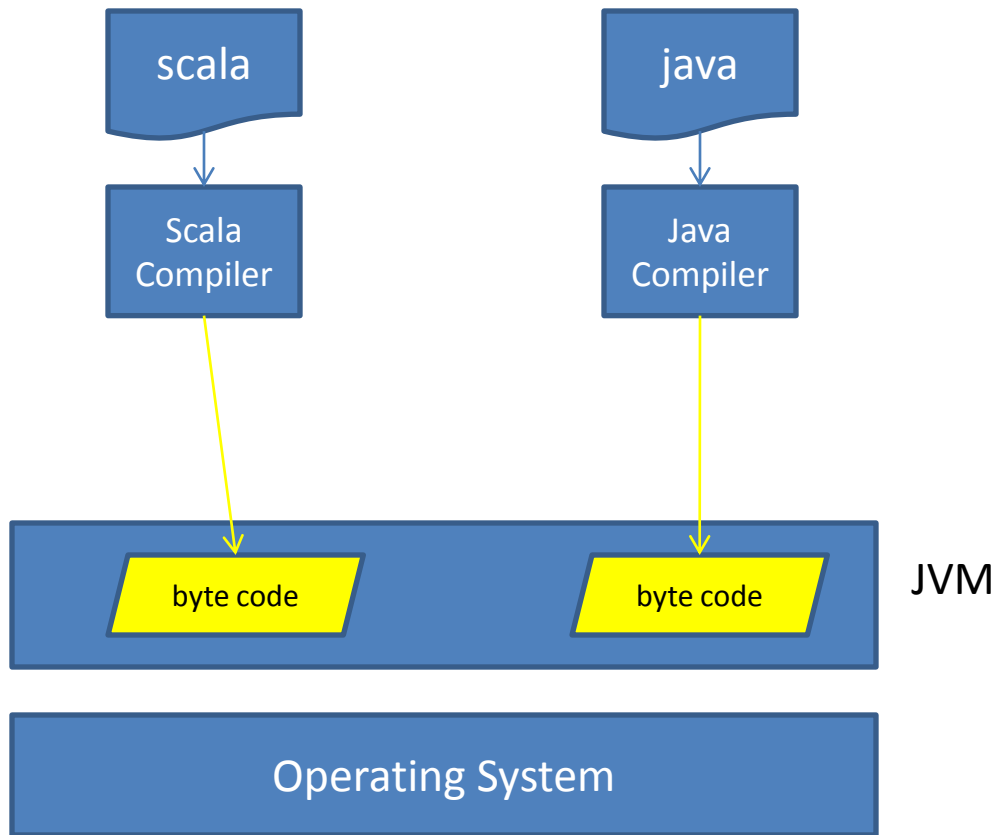 scala
java
Scala
Compiler
Java
Compiler
byte code
byte code
JVM
Operating System